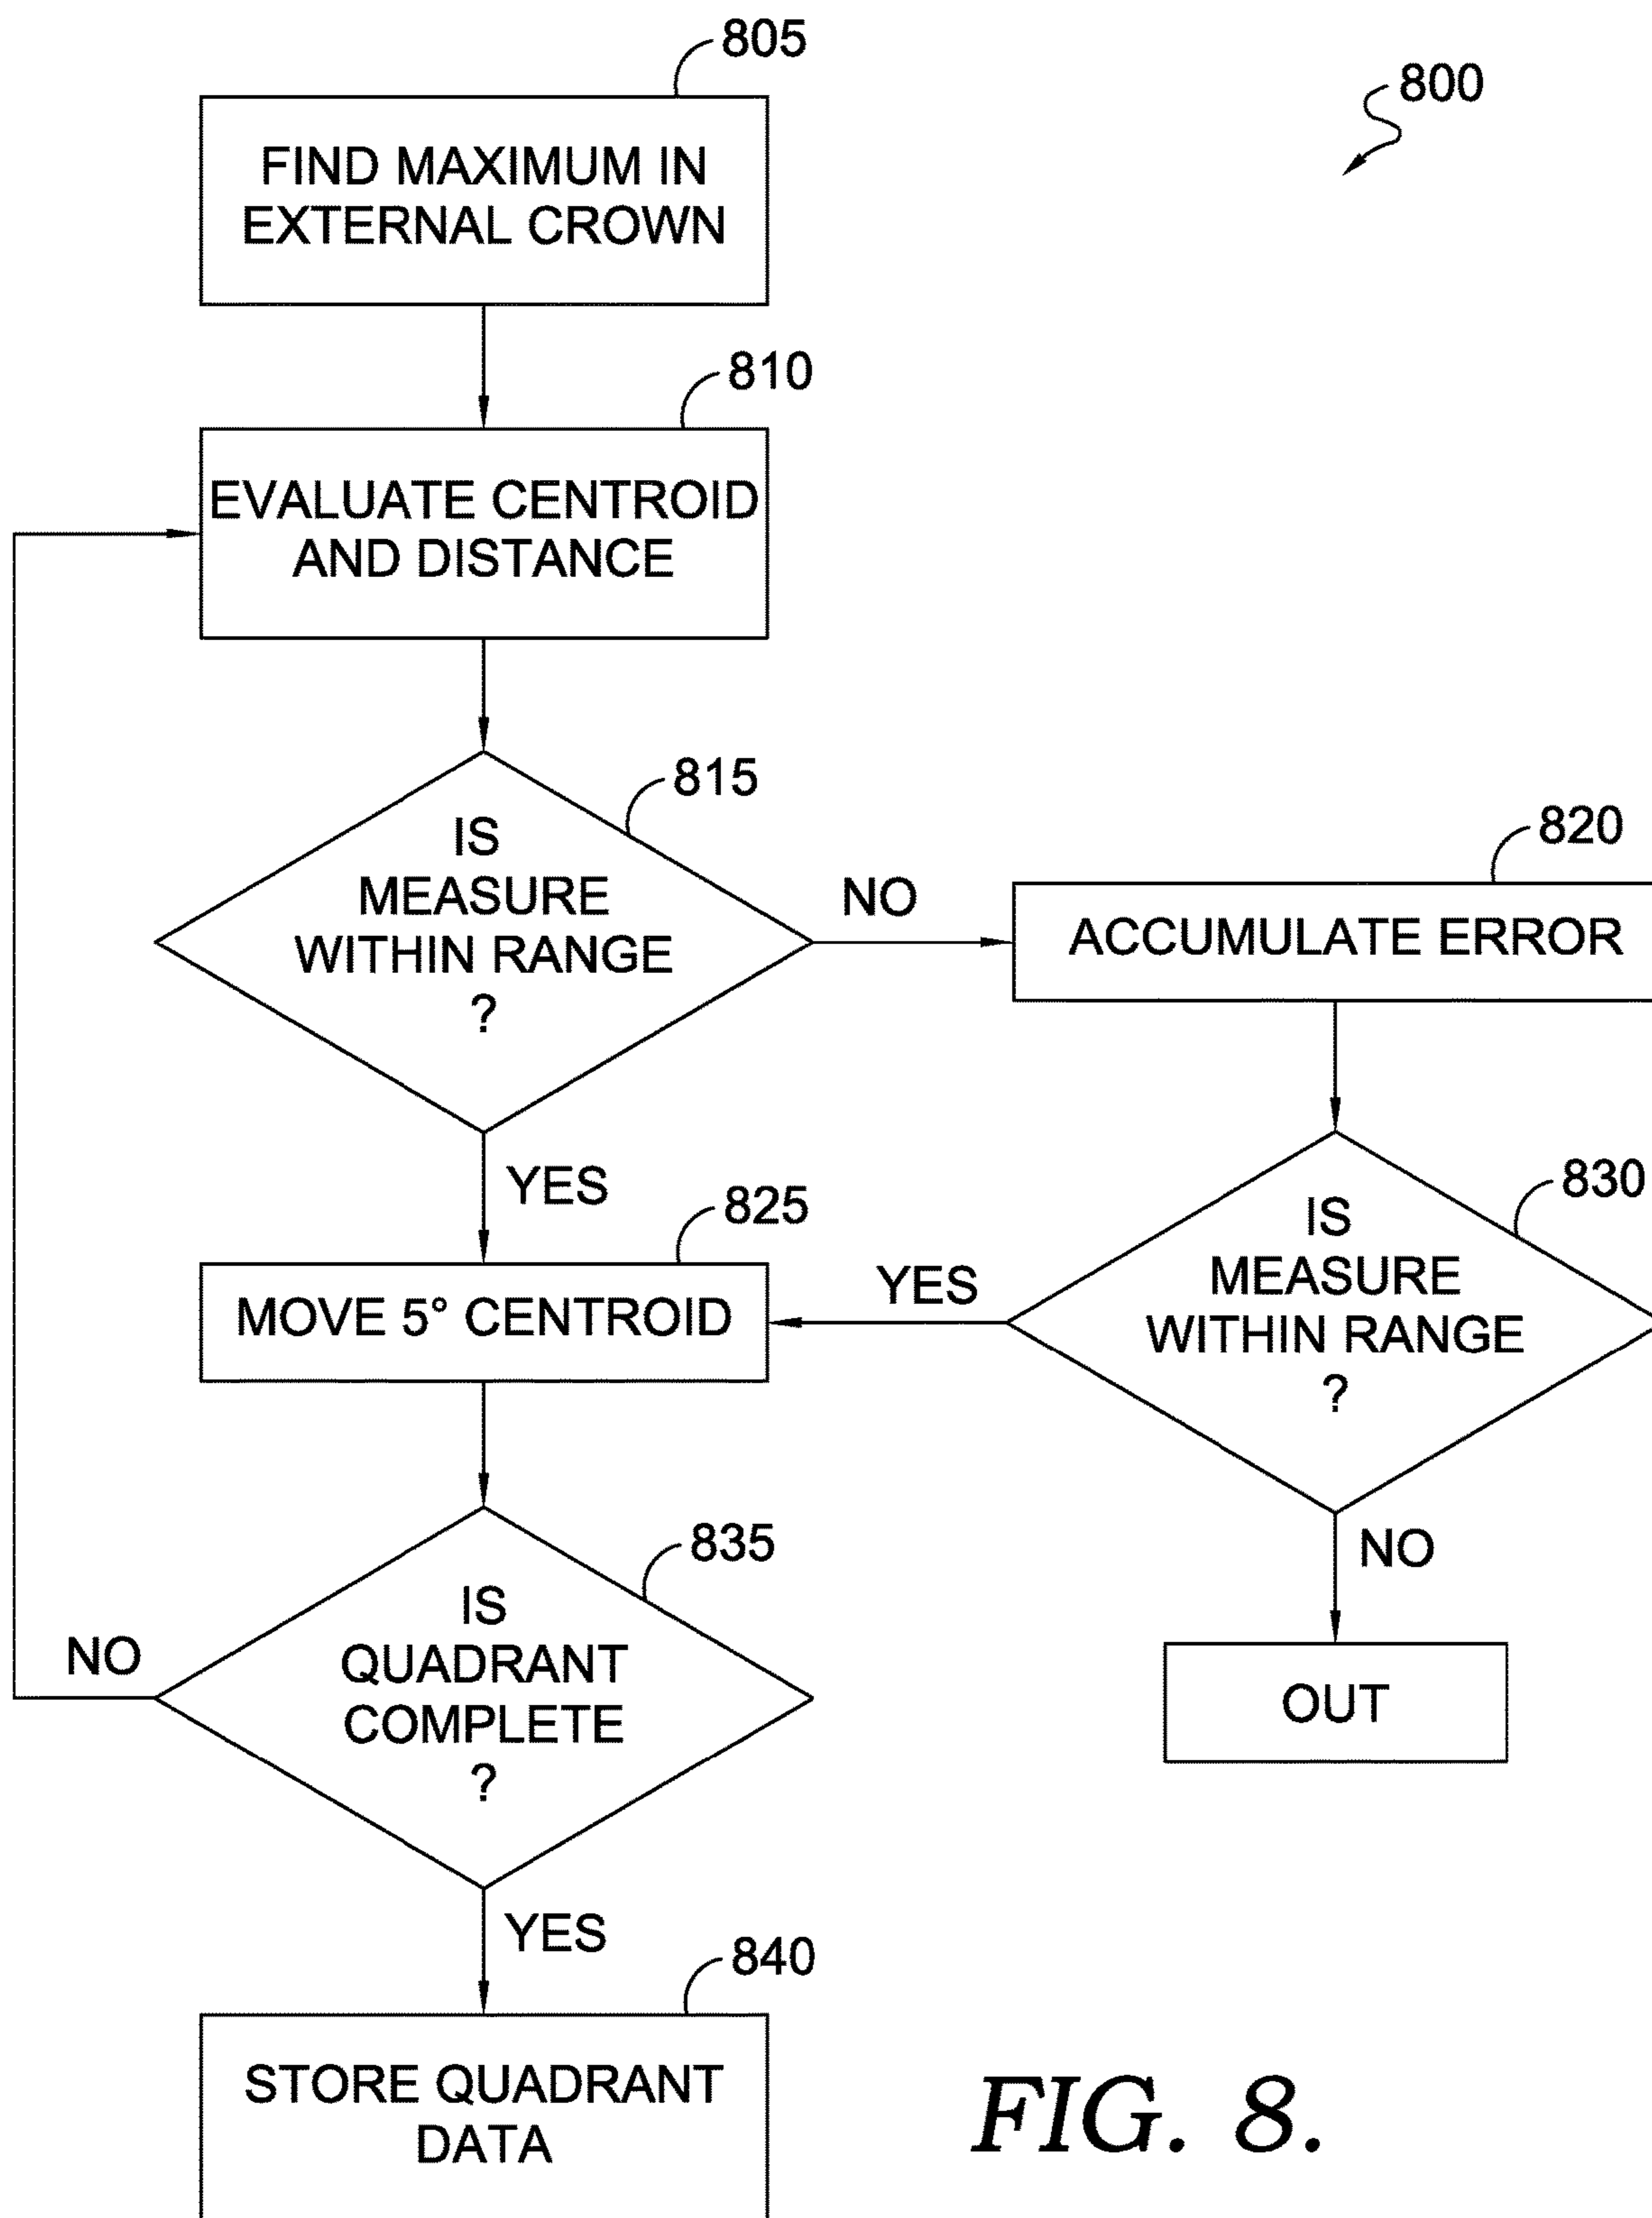 805
800
FIND MAXIMUM IN
EXTERNAL CROWN
810
EVALUATE CENTROID
AND DISTANCE
815
IS
MEASURE
WITHIN RANGE
?
NO
820
ACCUMULATE ERROR
YES
825
MOVE 5° CENTROID
YES
830
IS
MEASURE
WITHIN RANGE
?
NO
OUT
835
IS
QUADRANT
COMPLETE
?
NO
YES
840
STORE QUADRANT
DATA
FIG. 8.